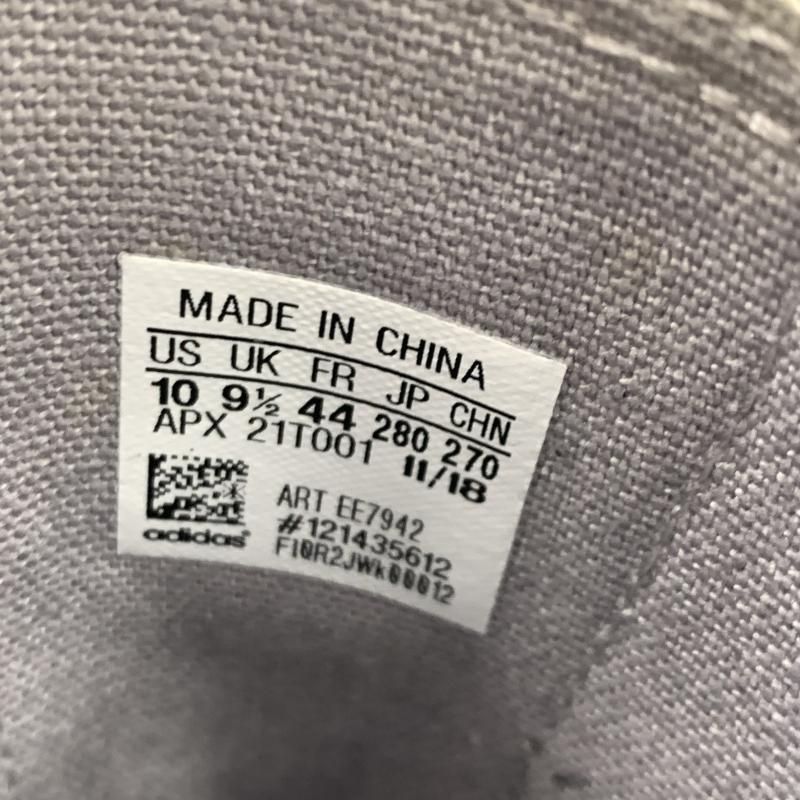 MADE IN CHINA
US UK FR JP CHN
10 9½ 44 280 270
APX 21T001 11/18
ART EE7942
#121435612
F10R2JWk00012
adidas®